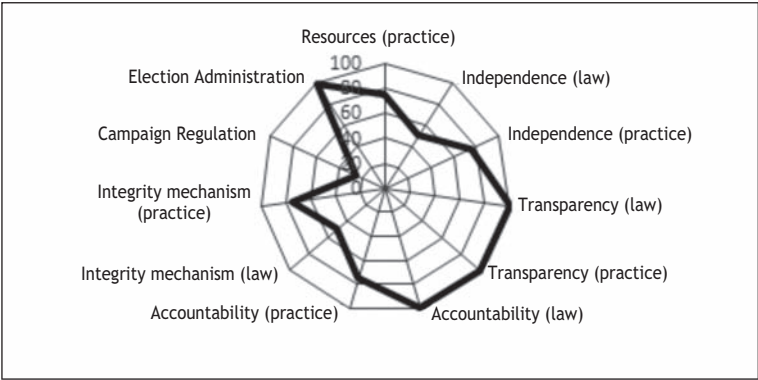 Resources (practice)
100
Election Administration
80
Independence (law)
60
Campaign Regulation
Independence (practice)
40
20
0
Integrity mechanism
(practice)
Transparency (law)
Integrity mechanism (law)
Transparency (practice)
Accountability (practice)
Accountability (law)